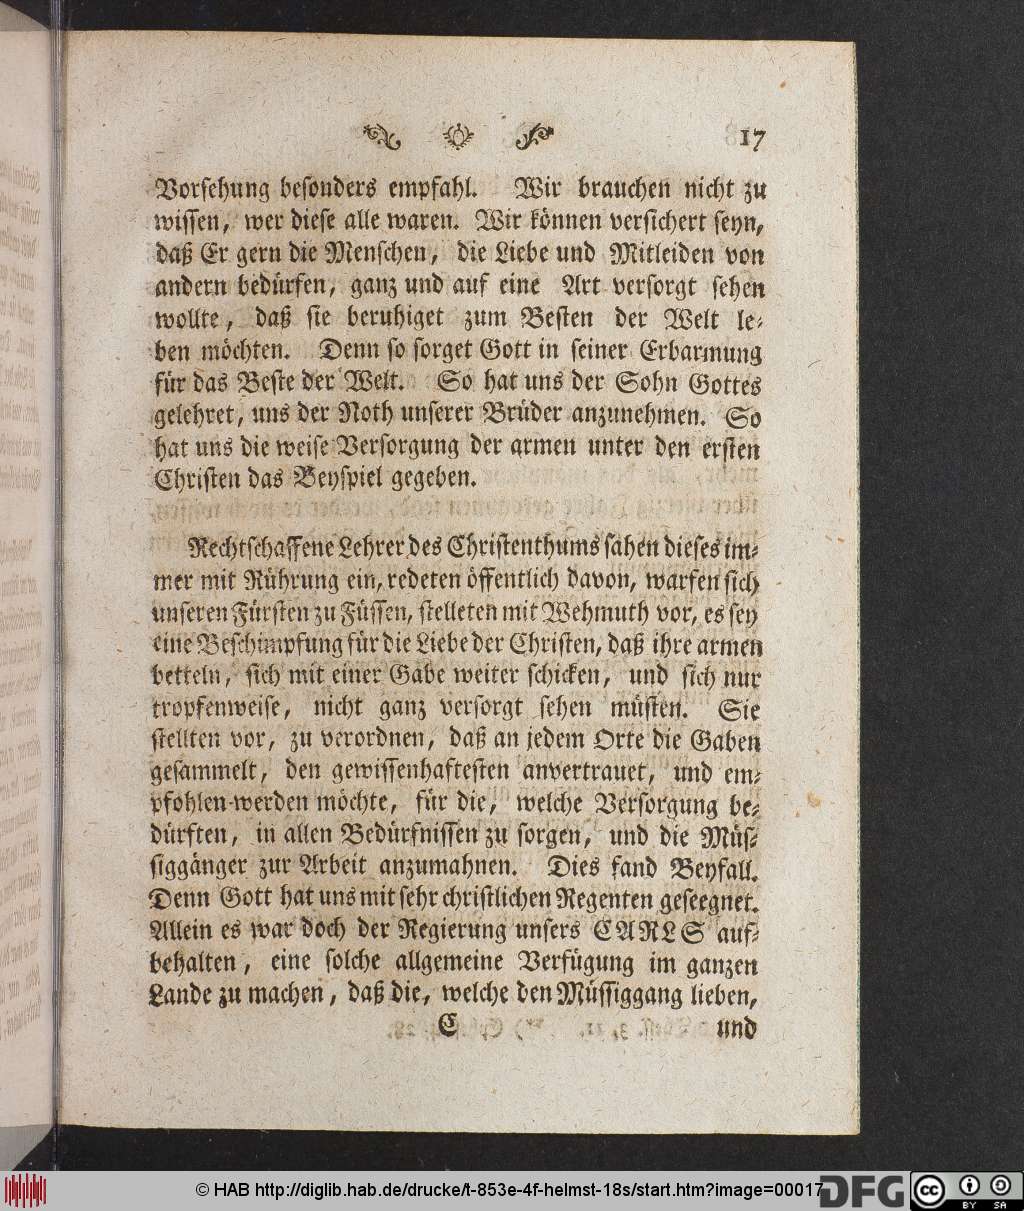 17
Vorsehung besonders empfahl. Wir brauchen nicht zu
wissen, wer diese alle waren. Wir können versichert seyn,
daß Er gern die Menschen, die Liebe und Mitleiden von
andern bedürfen, ganz und auf eine Art versorgt sehen
wollte, daß sie beruhiget zum Besten der Welt le-
ben möchten. Denn so sorget Gott in seiner Erbarmung
für das Beste der Welt. So hat uns der Sohn Gottes
gelehret, uns der Noth unserer Brüder anzunehmen. So
hat uns die weise Versorgung der armen unter den ersten
Christen das Beyspiel gegeben.
Rechtschaffene Lehrer des Christenthums sahen dieses im-
mer mit Rührung ein, redeten öffentlich davon, warfen sich
unseren Fürsten zu Füssen, stelleten mit Wehmuth vor, es sey
eine Beschimpfung für die Liebe der Christen, daß ihre armen
betteln, sich mit einer Gabe weiter schicken, und sich nur
tropfenweise, nicht ganz versorgt sehen müsten. Sie
stellten vor, zu verordnen, daß an jedem Orte die Gaben
gesammelt, den gewissenhaftesten anvertrauet, und em-
pfohlen werden möchte, für die, welche Versorgung be-
dürften, in allen Bedürfnissen zu sorgen, und die Müs-
siggänger zur Arbeit anzumahnen. Dies fand Beyfall.
Denn Gott hat uns mit sehr christlichen Regenten geseegnet.
Allein es war doch der Regierung unsers CARLS auf-
behalten, eine solche allgemeine Verfügung im ganzen
Lande zu machen, daß die, welche den Müssiggang lieben,
C und
© HAB http://diglib.hab.de/drucke/t-853e-4f-helmst-18s/start.htm?image=00017
DFG
cc BY SA